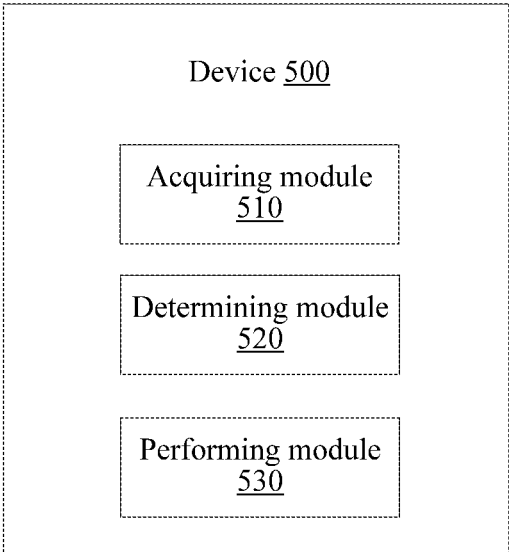 Device 500
Acquiring module
510
Determining module
520
Performing module
530